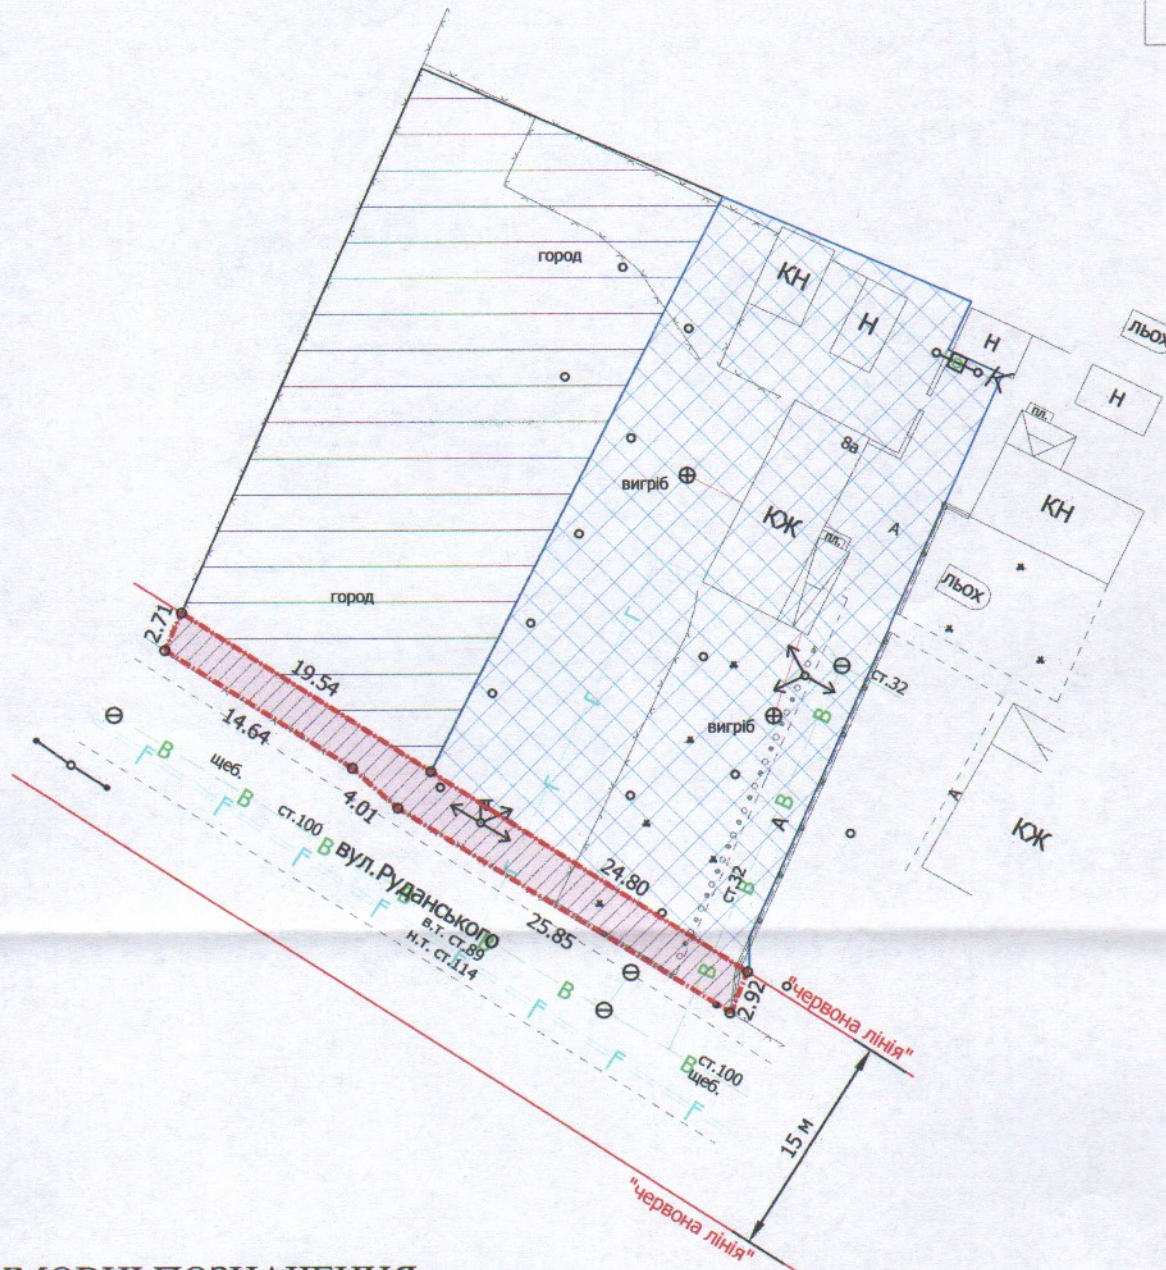 город
КН
Н
Н
ЛЬОХ
Н
пл.
8а
вигріб
КН
КЖ
пл.
А
ЛЬОХ
город
2.71
19.54
ст.32
вигріб
В
14.64
В
щеб.
F
4.01
В
ст.100
F
В
вул.Руданського
F
24.80
А
В
А
КЖ
ст.32
В
в.т. ст.89
н.т. ст.114
25.85
F
В
В
F
2.92
"червона лінія"
F
F
В
ст.100
щеб.
F
15 м
"червона лінія"